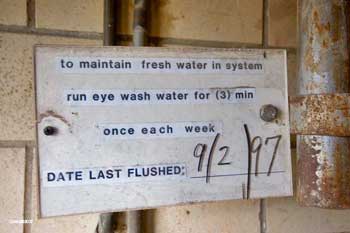 to maintain fresh water in system
run eye wash water for (3) min
once each week
DATE LAST FLUSHED: 9/2/97